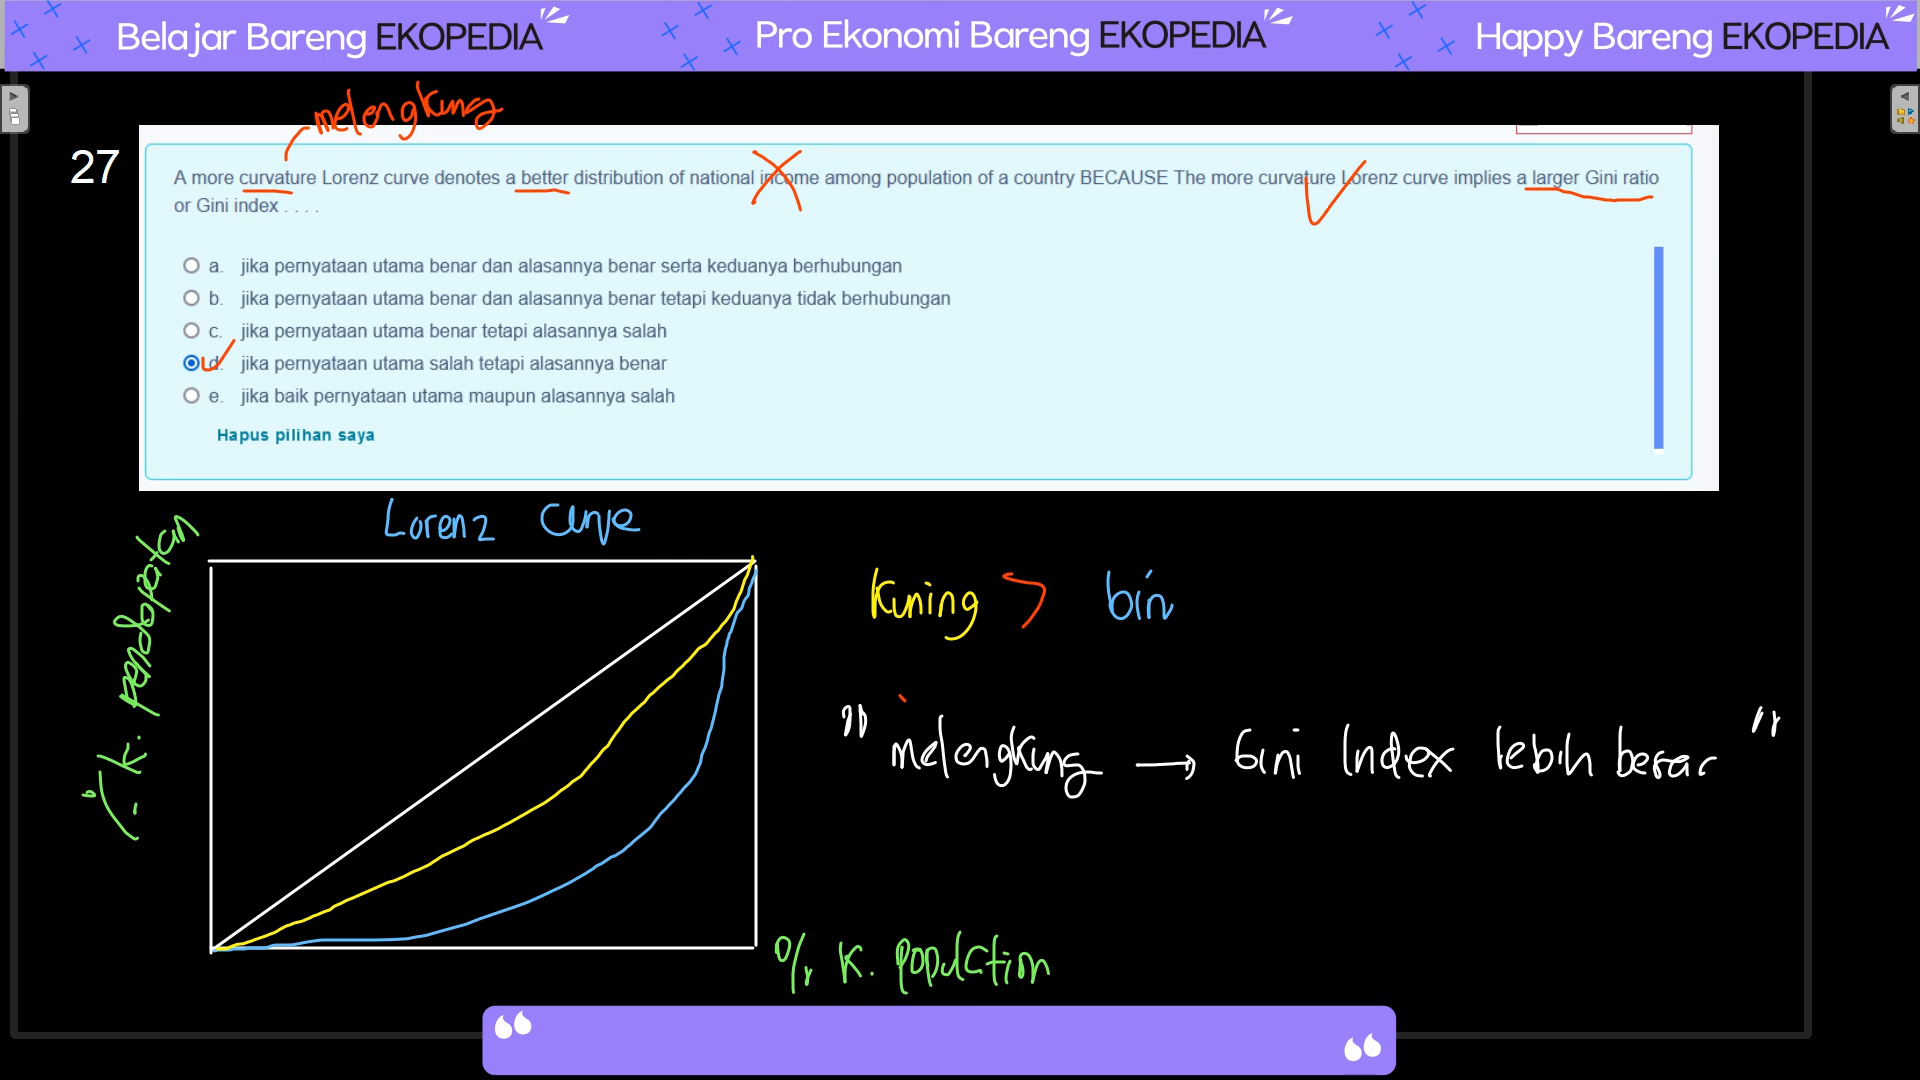 Belajar Bareng EKOPEDIA
Pro Ekonomi Bareng EKOPEDIA
Happy Bareng EKOPEDIA
melengkung
27
A more curvature Lorenz curve denotes a better distribution of national income among population of a country BECAUSE The more curvature Lorenz curve implies a larger Gini ratio
or Gini index . . . .
a. jika pernyataan utama benar dan alasannya benar serta keduanya berhubungan
b. jika pernyataan utama benar dan alasannya benar tetapi keduanya tidak berhubungan
c. jika pernyataan utama benar tetapi alasannya salah
d. jika pernyataan utama salah tetapi alasannya benar
e. jika baik pernyataan utama maupun alasannya salah
Hapus pilihan saya
Lorenz Curve
% k. pendapatan
kuning > bir
" melengkung → Gini Index lebih besar "
% k. population